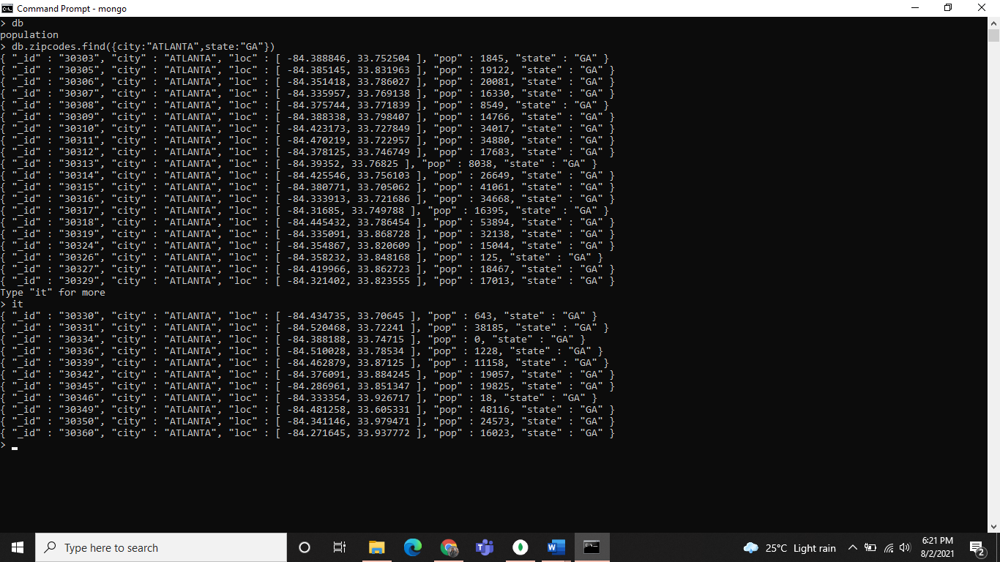 Command Prompt - mongo
> db
population
> db.zipcodes.find({city:"ATLANTA",state:"GA"})
{ "_id" : "30303", "city" : "ATLANTA", "loc" : [ -84.388846, 33.752504 ], "pop" : 1845, "state" : "GA" }
{ "_id" : "30305", "city" : "ATLANTA", "loc" : [ -84.385145, 33.831963 ], "pop" : 19122, "state" : "GA" }
{ "_id" : "30306", "city" : "ATLANTA", "loc" : [ -84.351418, 33.786027 ], "pop" : 20081, "state" : "GA" }
{ "_id" : "30307", "city" : "ATLANTA", "loc" : [ -84.335957, 33.769138 ], "pop" : 16330, "state" : "GA" }
{ "_id" : "30308", "city" : "ATLANTA", "loc" : [ -84.375744, 33.771839 ], "pop" : 8549, "state" : "GA" }
{ "_id" : "30309", "city" : "ATLANTA", "loc" : [ -84.388338, 33.798407 ], "pop" : 14766, "state" : "GA" }
{ "_id" : "30310", "city" : "ATLANTA", "loc" : [ -84.423173, 33.727849 ], "pop" : 34017, "state" : "GA" }
{ "_id" : "30311", "city" : "ATLANTA", "loc" : [ -84.470219, 33.722957 ], "pop" : 34880, "state" : "GA" }
{ "_id" : "30312", "city" : "ATLANTA", "loc" : [ -84.378125, 33.746749 ], "pop" : 17683, "state" : "GA" }
{ "_id" : "30313", "city" : "ATLANTA", "loc" : [ -84.39352, 33.76825 ], "pop" : 8038, "state" : "GA" }
{ "_id" : "30314", "city" : "ATLANTA", "loc" : [ -84.425546, 33.756103 ], "pop" : 26649, "state" : "GA" }
{ "_id" : "30315", "city" : "ATLANTA", "loc" : [ -84.380771, 33.705062 ], "pop" : 41061, "state" : "GA" }
{ "_id" : "30316", "city" : "ATLANTA", "loc" : [ -84.333913, 33.721686 ], "pop" : 34668, "state" : "GA" }
{ "_id" : "30317", "city" : "ATLANTA", "loc" : [ -84.31685, 33.749788 ], "pop" : 16395, "state" : "GA" }
{ "_id" : "30318", "city" : "ATLANTA", "loc" : [ -84.445432, 33.786454 ], "pop" : 53894, "state" : "GA" }
{ "_id" : "30319", "city" : "ATLANTA", "loc" : [ -84.335091, 33.868728 ], "pop" : 32138, "state" : "GA" }
{ "_id" : "30324", "city" : "ATLANTA", "loc" : [ -84.354867, 33.820609 ], "pop" : 15044, "state" : "GA" }
{ "_id" : "30326", "city" : "ATLANTA", "loc" : [ -84.358232, 33.848168 ], "pop" : 125, "state" : "GA" }
{ "_id" : "30327", "city" : "ATLANTA", "loc" : [ -84.419966, 33.862723 ], "pop" : 18467, "state" : "GA" }
{ "_id" : "30329", "city" : "ATLANTA", "loc" : [ -84.321402, 33.823555 ], "pop" : 17013, "state" : "GA" }
Type "it" for more
> it
{ "_id" : "30330", "city" : "ATLANTA", "loc" : [ -84.434735, 33.70645 ], "pop" : 643, "state" : "GA" }
{ "_id" : "30331", "city" : "ATLANTA", "loc" : [ -84.520468, 33.72241 ], "pop" : 38185, "state" : "GA" }
{ "_id" : "30334", "city" : "ATLANTA", "loc" : [ -84.388188, 33.74715 ], "pop" : 0, "state" : "GA" }
{ "_id" : "30336", "city" : "ATLANTA", "loc" : [ -84.510028, 33.78534 ], "pop" : 1228, "state" : "GA" }
{ "_id" : "30339", "city" : "ATLANTA", "loc" : [ -84.462879, 33.87125 ], "pop" : 11158, "state" : "GA" }
{ "_id" : "30342", "city" : "ATLANTA", "loc" : [ -84.376091, 33.884245 ], "pop" : 19057, "state" : "GA" }
{ "_id" : "30345", "city" : "ATLANTA", "loc" : [ -84.286961, 33.851347 ], "pop" : 19825, "state" : "GA" }
{ "_id" : "30346", "city" : "ATLANTA", "loc" : [ -84.333354, 33.926717 ], "pop" : 18, "state" : "GA" }
{ "_id" : "30349", "city" : "ATLANTA", "loc" : [ -84.481258, 33.605331 ], "pop" : 48116, "state" : "GA" }
{ "_id" : "30350", "city" : "ATLANTA", "loc" : [ -84.341146, 33.979471 ], "pop" : 24573, "state" : "GA" }
{ "_id" : "30360", "city" : "ATLANTA", "loc" : [ -84.271645, 33.937772 ], "pop" : 16023, "state" : "GA" }
>
Type here to search
25°C Light rain
6:21 PM
8/2/2021
2